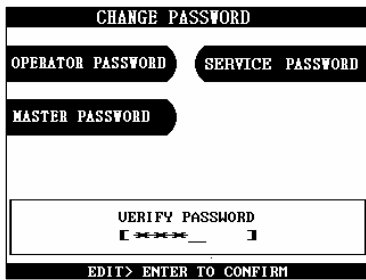 CHANGE PASSWORD
OPERATOR PASSWORD
SERVICE PASSWORD
MASTER PASSWORD
VERIFY PASSWORD
[****_ ]
EDIT> ENTER TO CONFIRM